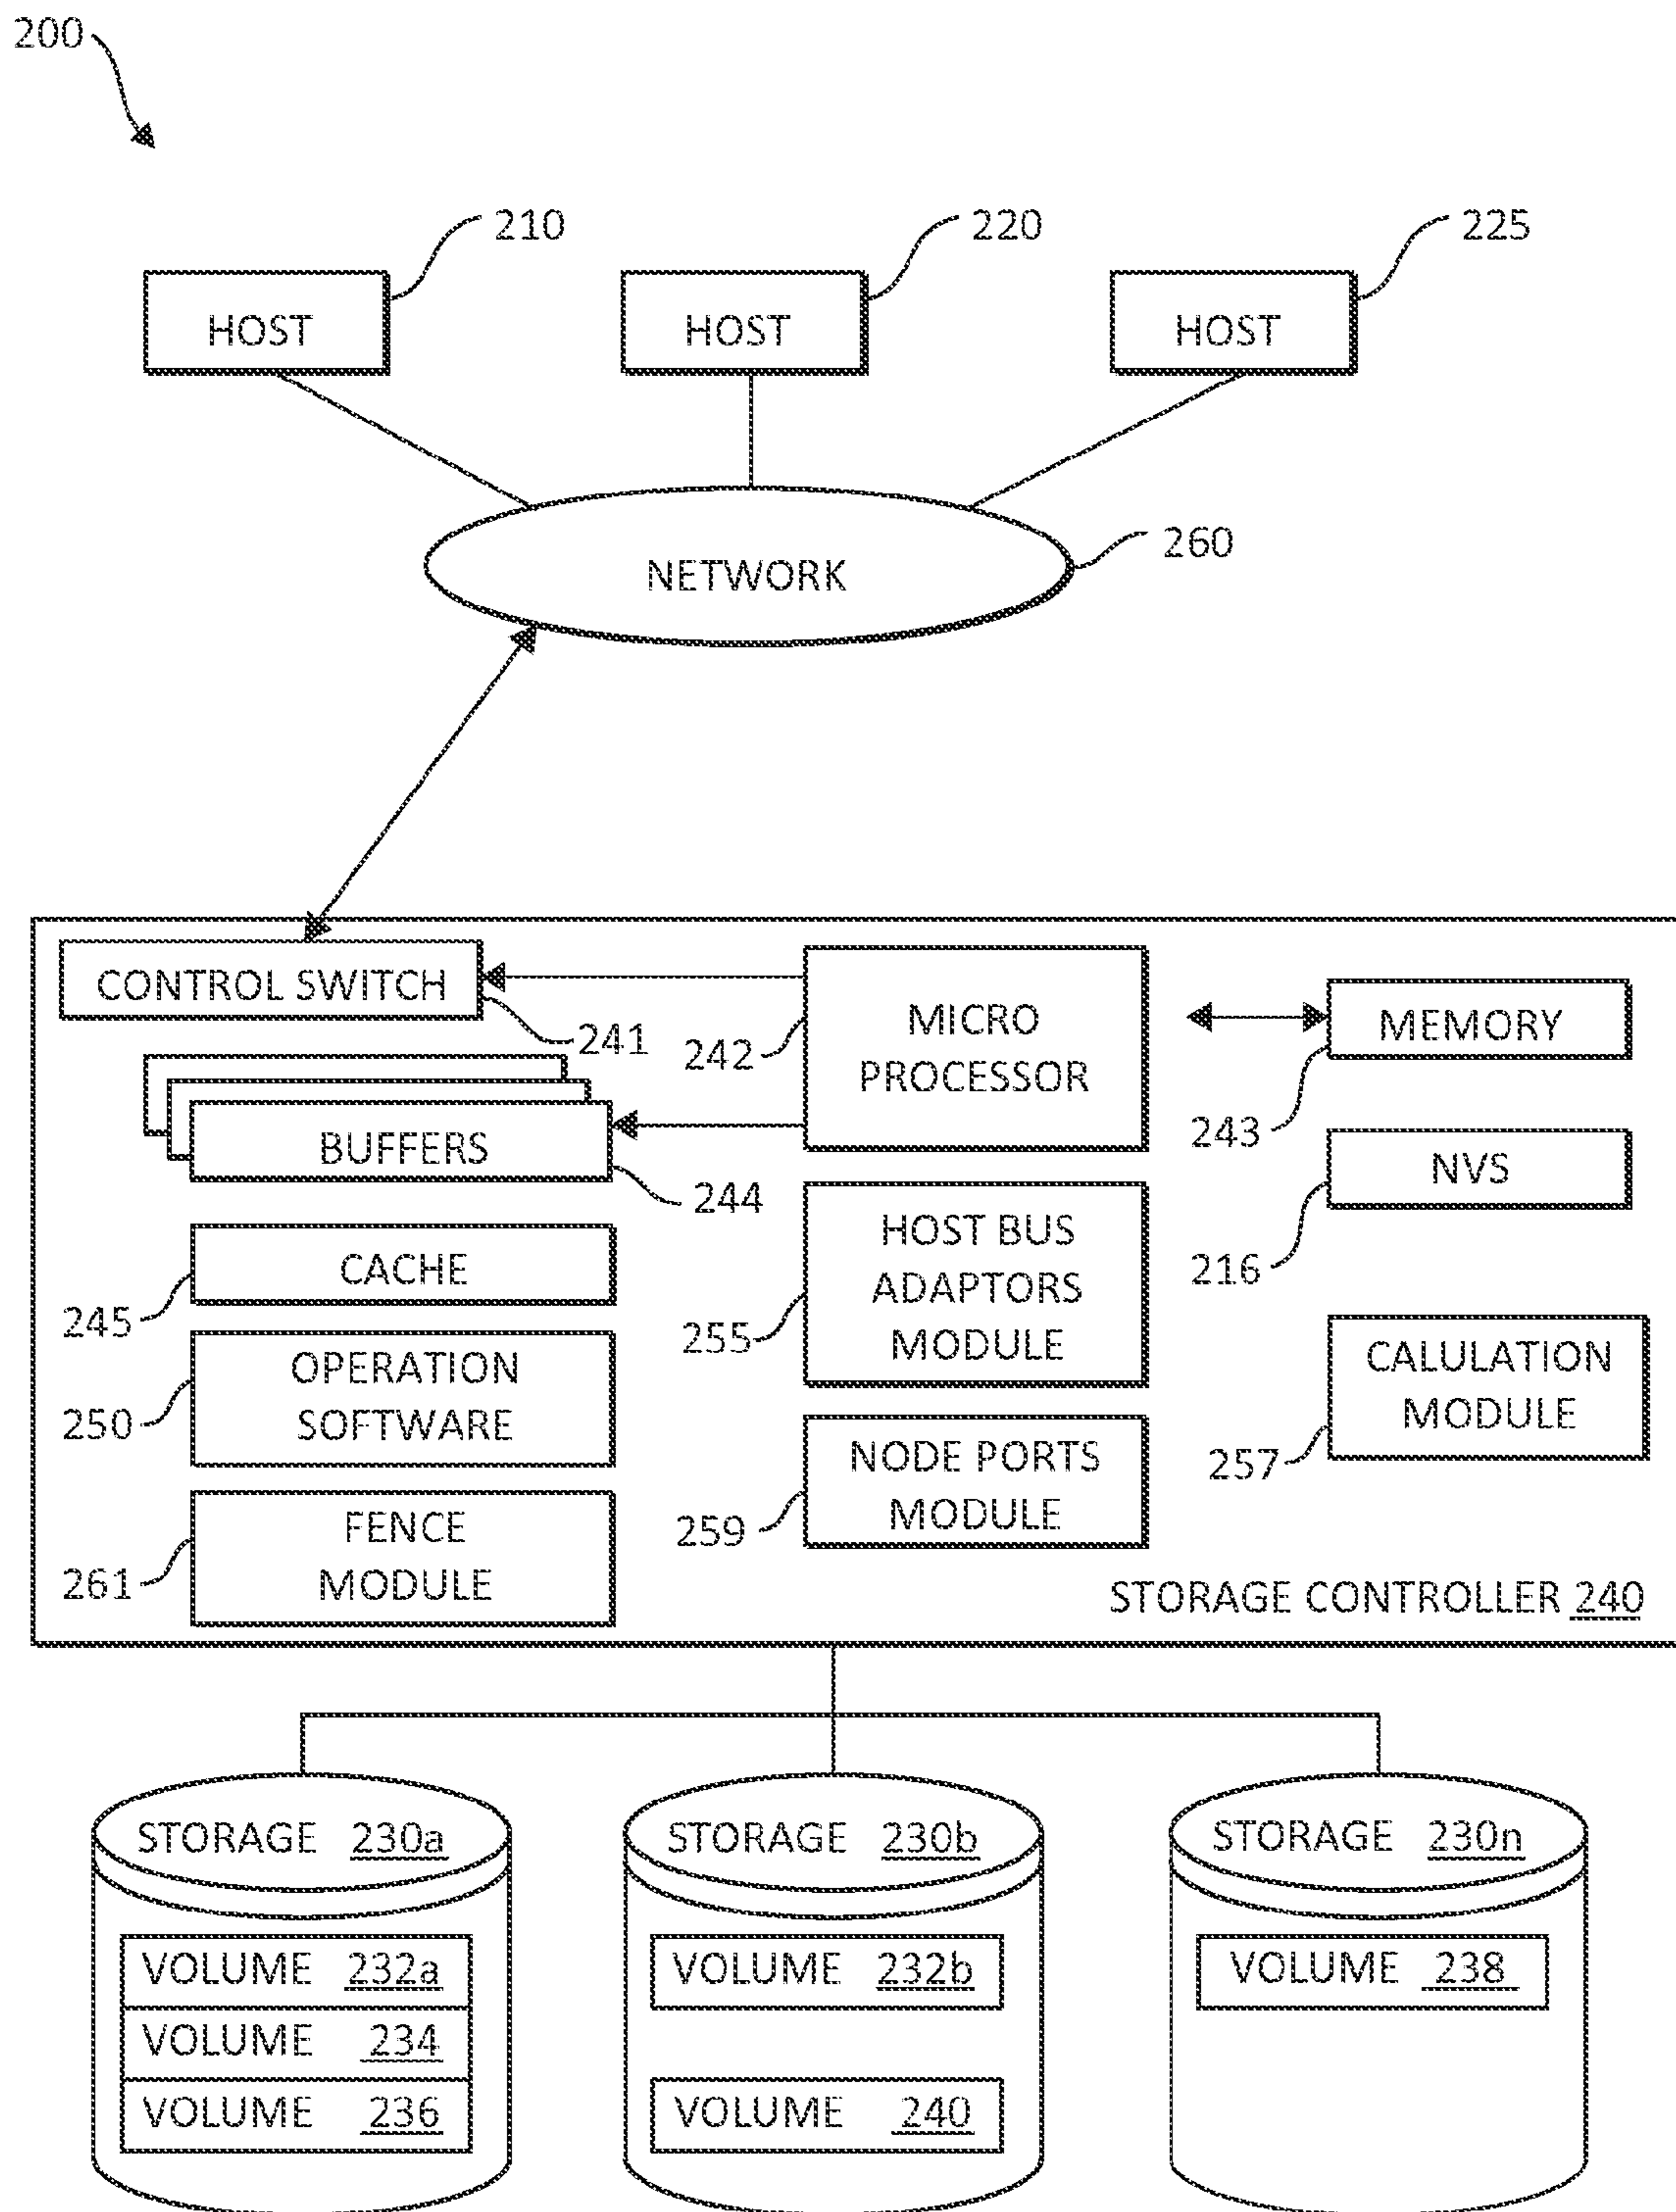 200
210
220
225
HOST
HOST
HOST
260
NETWORK
CONTROL SWITCH
241
242
MICRO
PROCESSOR
MEMORY
243
BUFFERS
244
NVS
216
CACHE
245
HOST BUS
ADAPTORS
MODULE
255
CALULATION
MODULE
257
OPERATION
SOFTWARE
250
NODE PORTS
MODULE
259
FENCE
MODULE
261
STORAGE CONTROLLER 240
STORAGE 230a
STORAGE 230b
STORAGE 230n
VOLUME 232a
VOLUME 234
VOLUME 236
VOLUME 232b
VOLUME 240
VOLUME 238